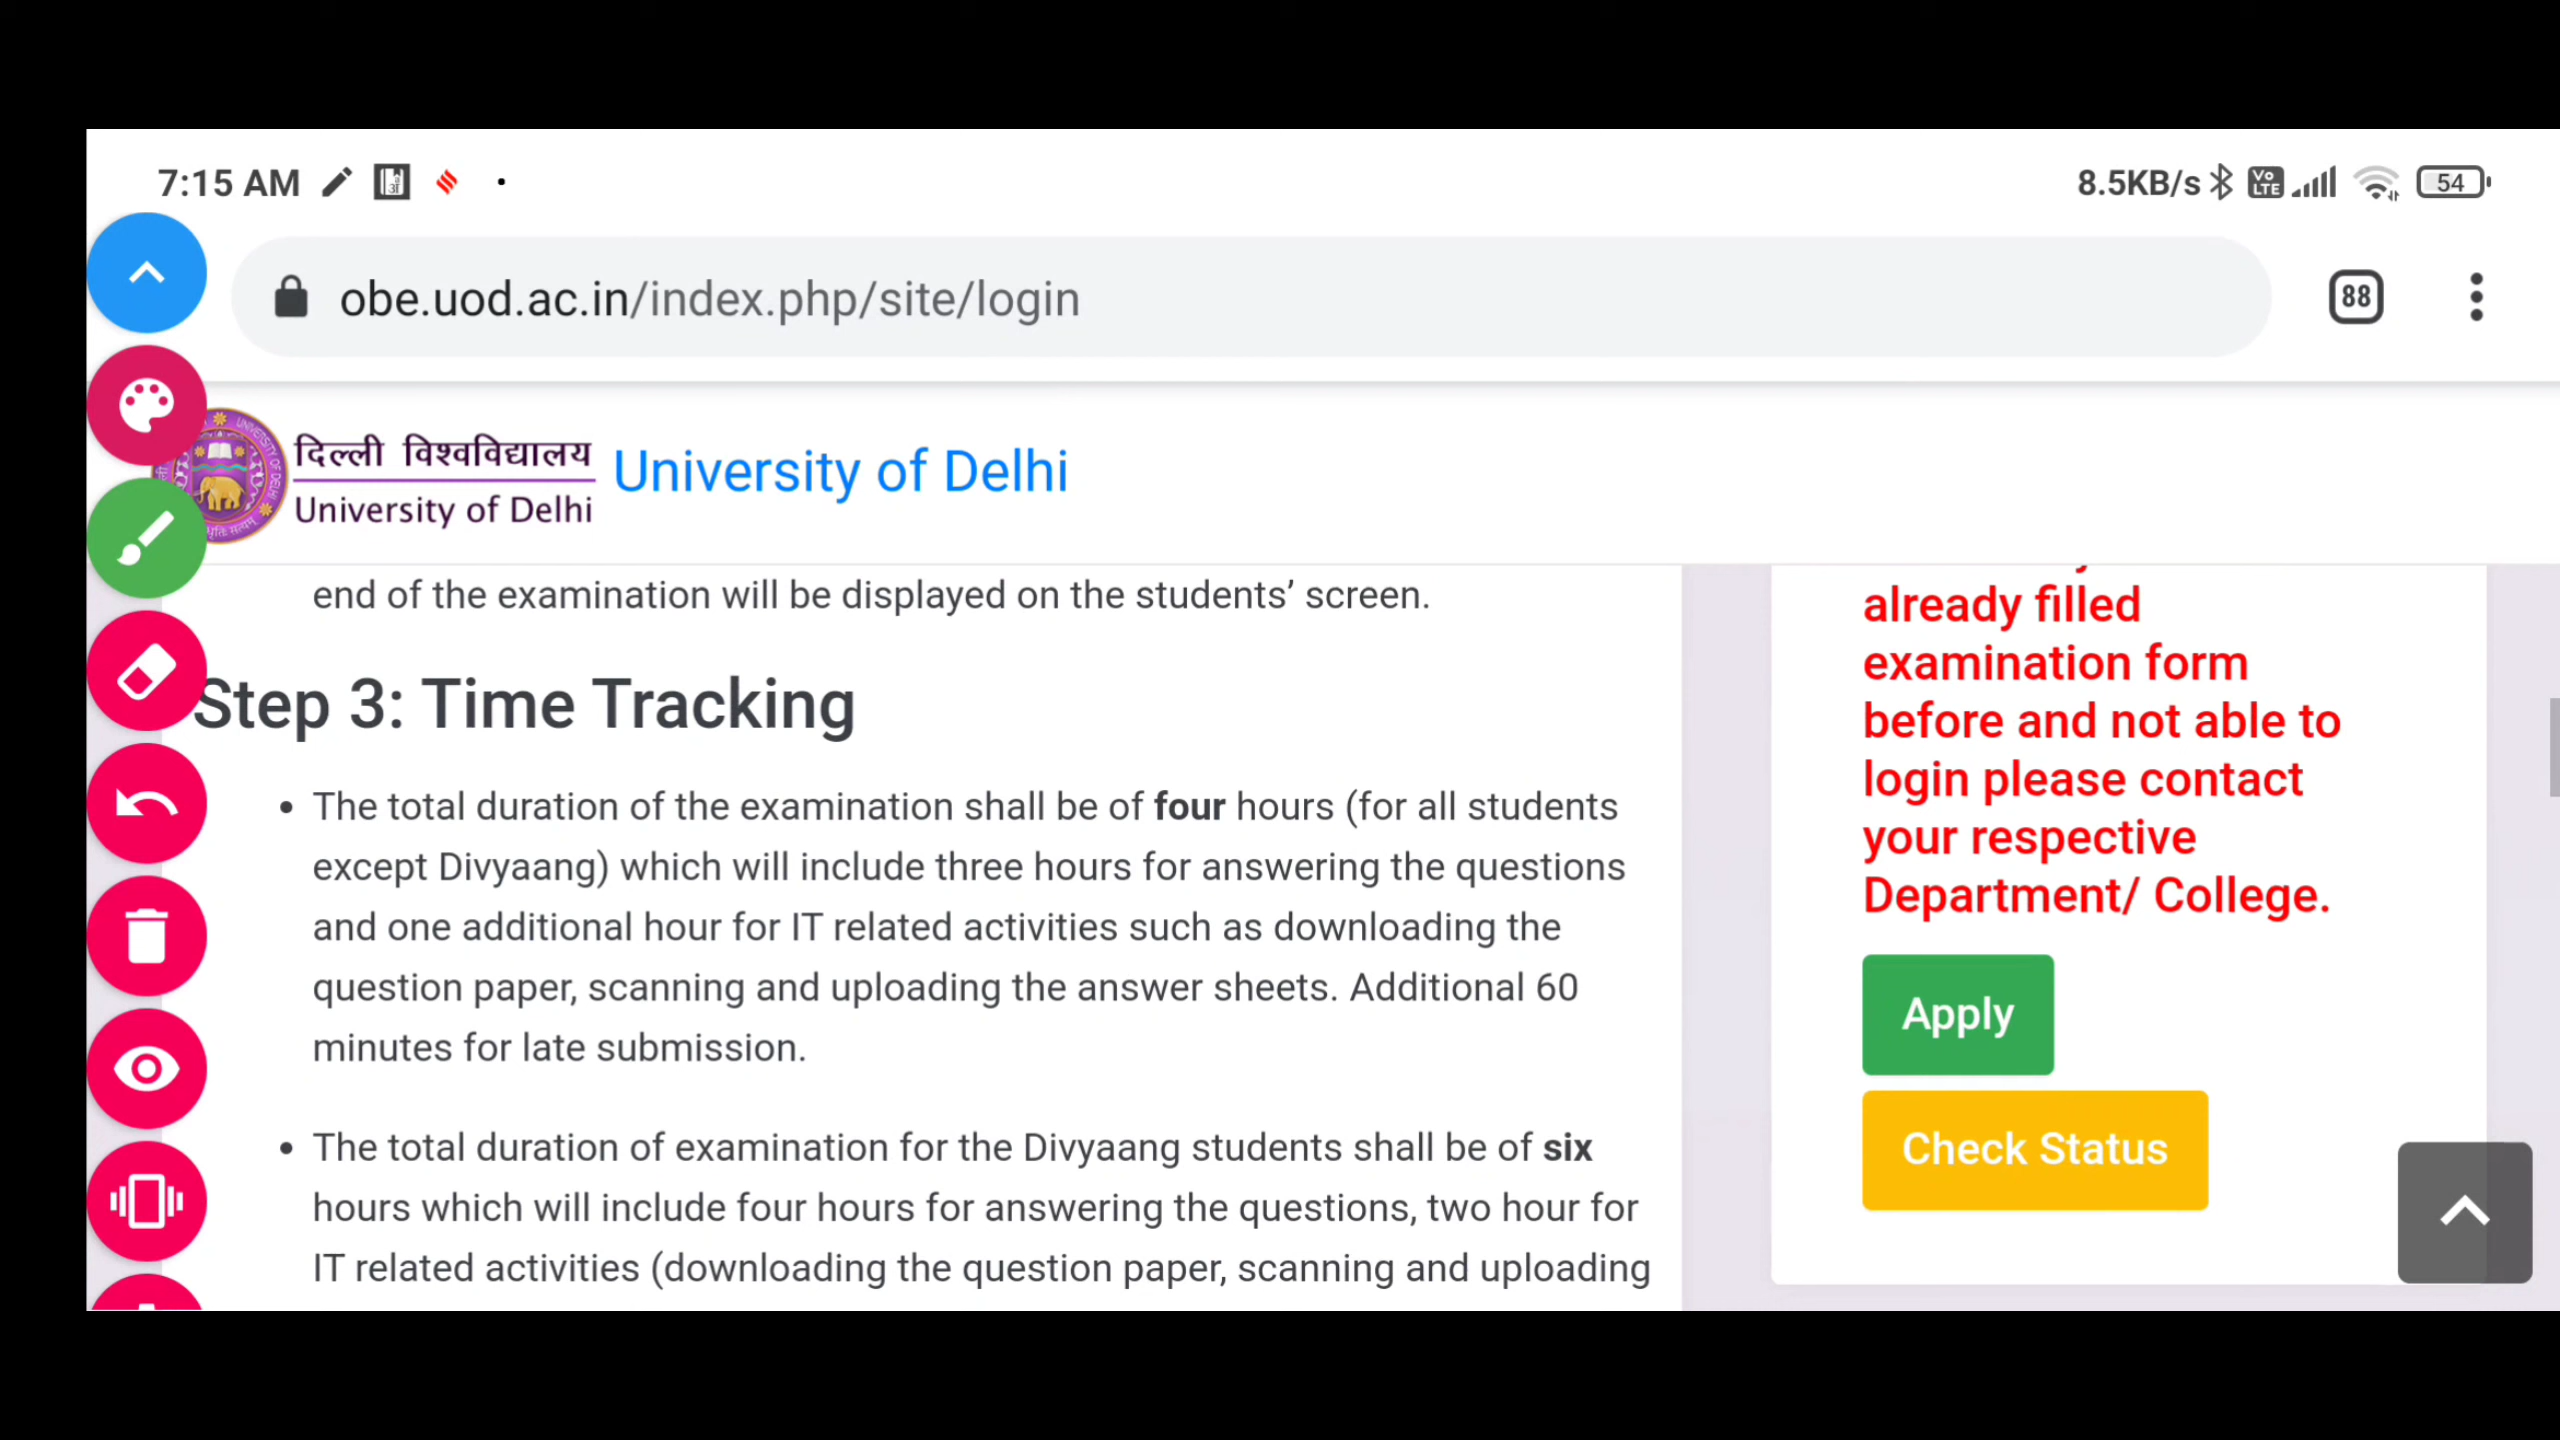 7:15 AM
8.5KB/s Vo LTE 54
obe.uod.ac.in/index.php/site/login
88
दिल्ली विश्वविद्यालय
University of Delhi
University of Delhi
end of the examination will be displayed on the students’ screen.
Step 3: Time Tracking
• The total duration of the examination shall be of four hours (for all students
except Divyaang) which will include three hours for answering the questions
and one additional hour for IT related activities such as downloading the
question paper, scanning and uploading the answer sheets. Additional 60
minutes for late submission.
• The total duration of examination for the Divyaang students shall be of six
hours which will include four hours for answering the questions, two hour for
IT related activities (downloading the question paper, scanning and uploading
already filled
examination form
before and not able to
login please contact
your respective
Department/ College.
Apply
Check Status